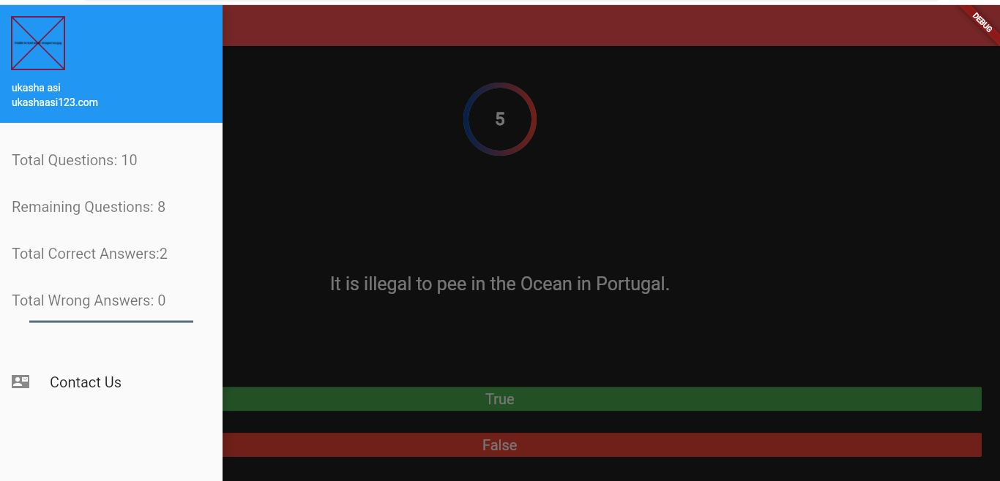 DEBUG
ukasha asi
ukashaasi123.com
Total Questions: 10
Remaining Questions: 8
Total Correct Answers:2
Total Wrong Answers: 0
Contact Us
5
It is illegal to pee in the Ocean in Portugal.
True
False